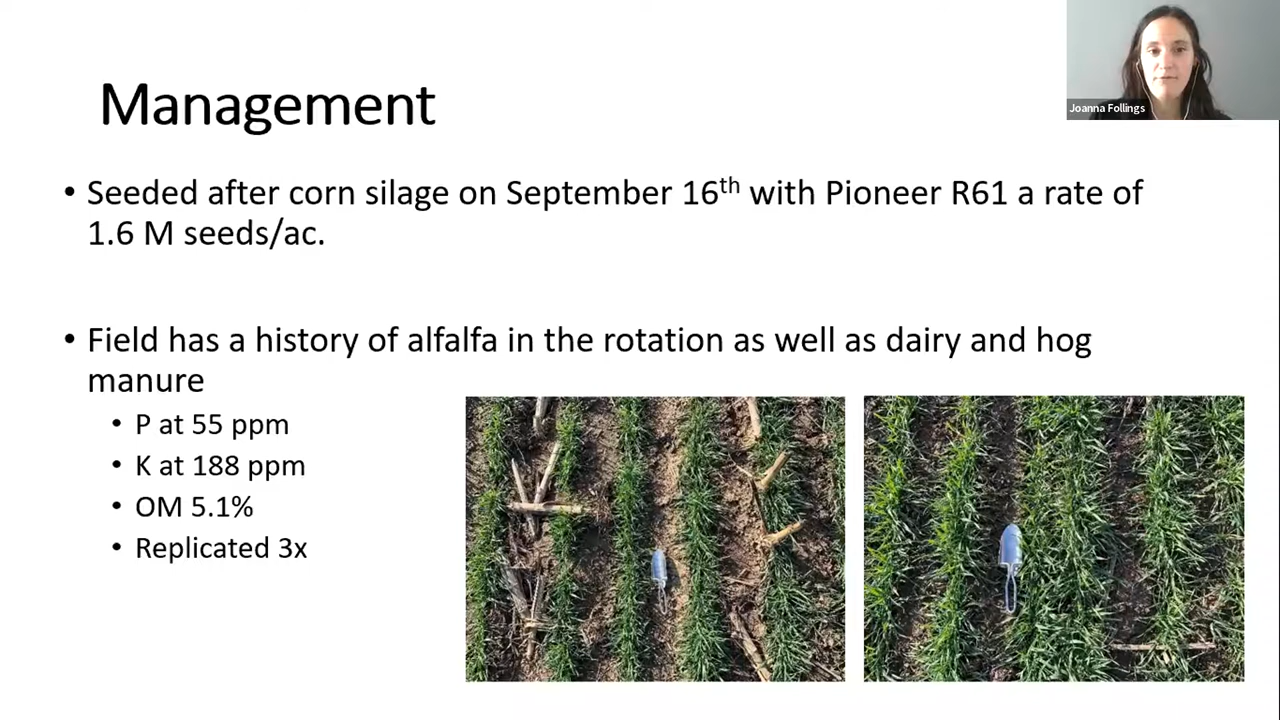 Joanna Follings
Management
• Seeded after corn silage on September 16th with Pioneer R61 a rate of
1.6 M seeds/ac.
• Field has a history of alfalfa in the rotation as well as dairy and hog
manure
• P at 55 ppm
• K at 188 ppm
• OM 5.1%
• Replicated 3x